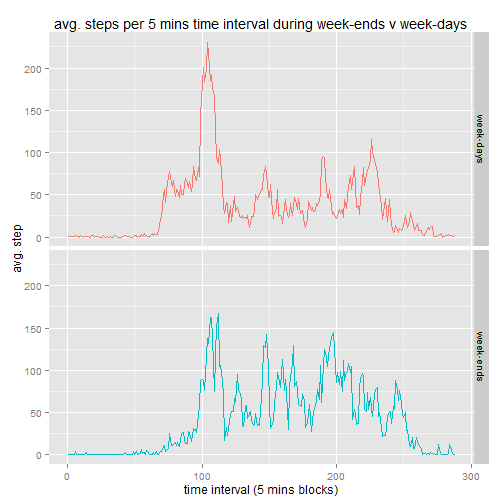 avg. steps per 5 mins time interval during week-ends v week-days
200
150
100
50
0
week-days
avg. step
200
150
100
50
0
week-ends
0 100 200 300
time interval (5 mins blocks)